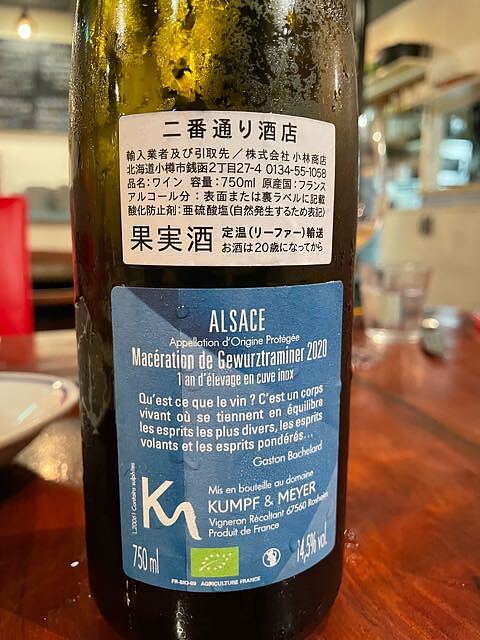 二番通り酒店
輸入業者及び引取先／株式会社 小林商店
北海道小樽市銭函2丁目27-4 0134-55-1058
品名：ワイン 容量：750ml 原産国：フランス
アルコール分：表面または裏ラベルに記載
酸化防止剤：亜硫酸塩(自然発生するため表記)
果実酒 定温(リーファー)輸送
お酒は20歳になってから
ALSACE
Appellation d'Origine Protégée
Macération de Gewurztraminer 2020
1 an d'élevage en cuve inox
Qu'est ce que le vin ? C'est un corps
vivant où se tiennent en équilibre
les esprits les plus divers, les esprits
volants et les esprits pondérés...
Gaston Bachelard
Mis en bouteille au domaine
KUMPF & MEYER
Vigneron Récoltant 67560 Rosheim
Produit de France
750 ml
14,5% vol
FR-BIO-69 AGRICULTURE FRANCE